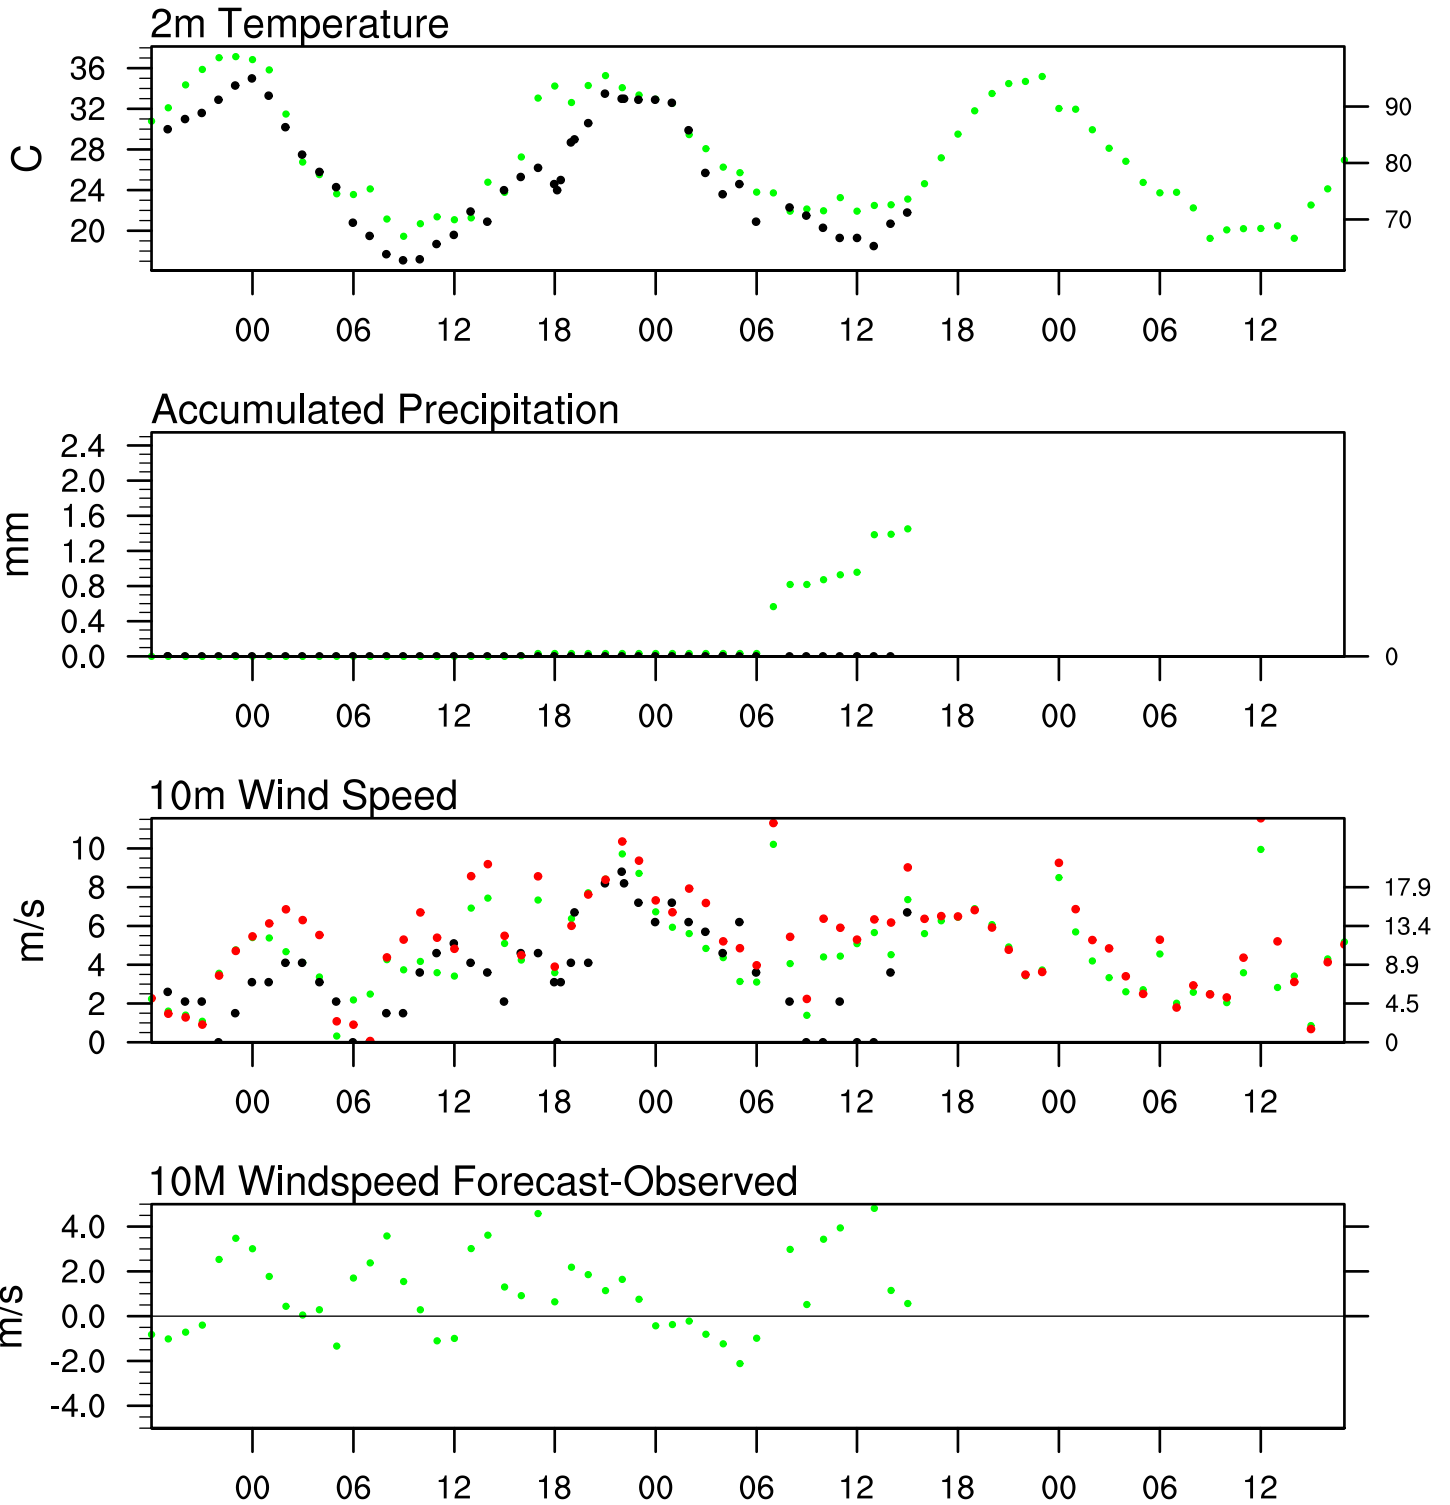 2m Temperature
36
32
28
24
20
C
90
80
70
00 06 12 18 00 06 12 18 00 06 12
Accumulated Precipitation
2.4
2.0
1.6
1.2
0.8
0.4
0.0
mm
0
00 06 12 18 00 06 12 18 00 06 12
10m Wind Speed
10
8
6
4
2
0
m/s
17.9
13.4
8.9
4.5
0
00 06 12 18 00 06 12 18 00 06 12
10M Windspeed Forecast-Observed
4.0
2.0
0.0
-2.0
-4.0
m/s
00 06 12 18 00 06 12 18 00 06 12